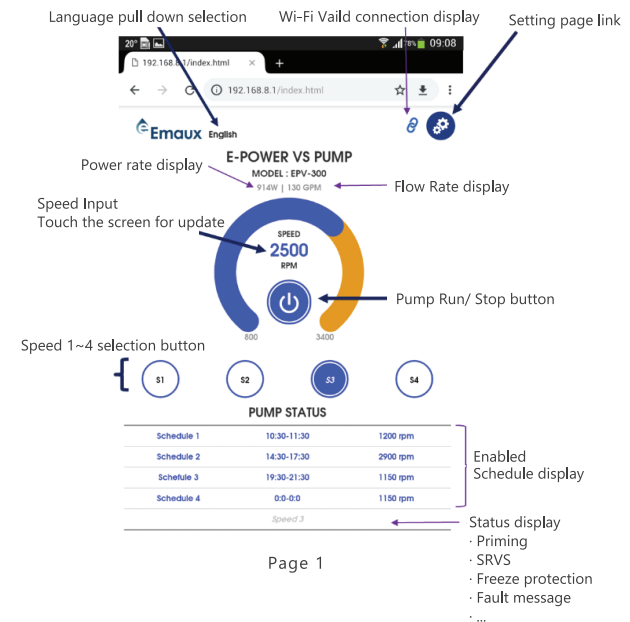 Language pull down selection
Wi-Fi Vaild connection display
Setting page link
20° 78% 09:08
192.168.8.1/index.html × +
192.168.8.1/index.html
Emaux English
E-POWER VS PUMP
MODEL : EPV-300
Power rate display
914W | 130 GPM
Flow Rate display
Speed Input
Touch the screen for update
SPEED
2500
RPM
Pump Run/ Stop button
800 3400
Speed 1~4 selection button
S1 S2 S3 S4
PUMP STATUS
Schedule 1 10:30-11:30 1200 rpm
Schedule 2 14:30-17:30 2900 rpm
Schefule 3 19:30-21:30 1150 rpm
Schedule 4 0:0-0:0 1150 rpm
Enabled
Schedule display
Speed 3
Status display
· Priming
· SRVS
· Freeze protection
· Fault message
· ...
Page 1